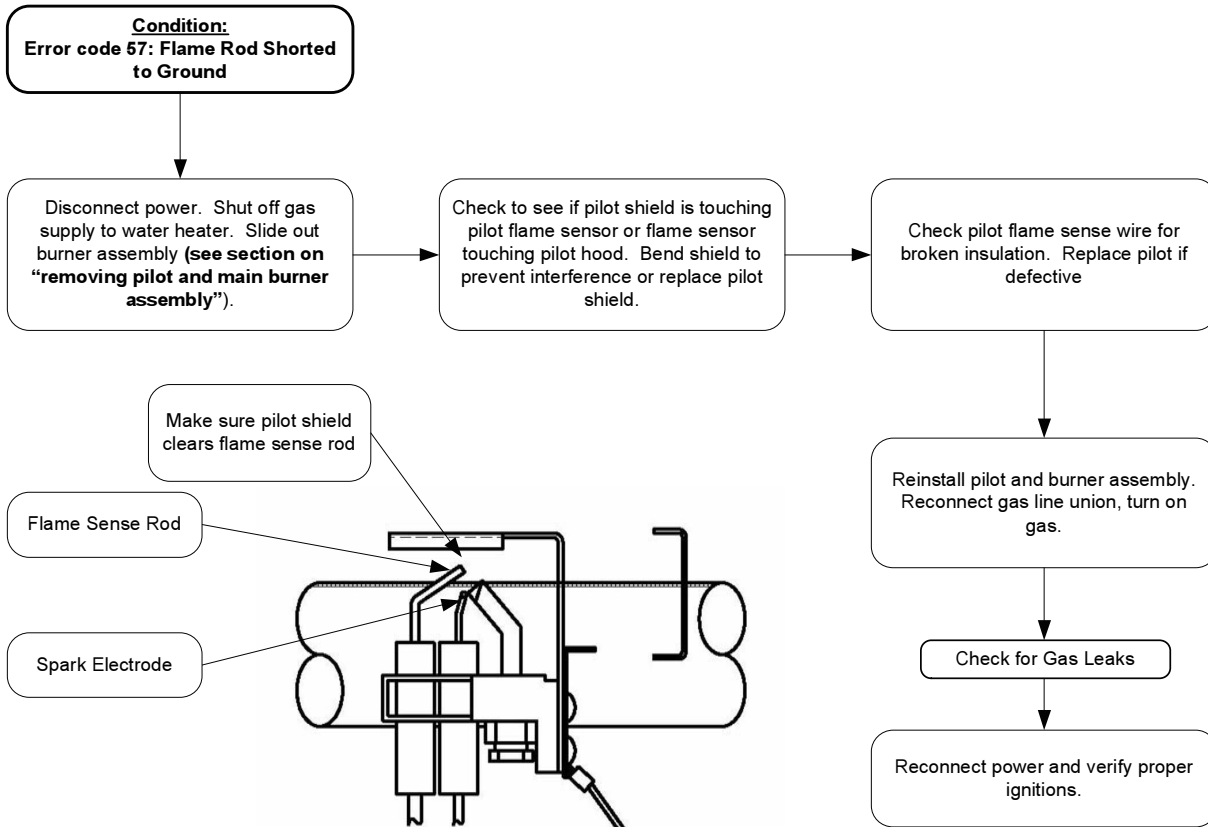 Condition:
Error code 57: Flame Rod Shorted
to Ground
Disconnect power.  Shut off gas
supply to water heater.  Slide out
burner assembly (see section on
“removing pilot and main burner
assembly”).
Check to see if pilot shield is touching
pilot flame sensor or flame sensor
touching pilot hood.  Bend shield to
prevent interference or replace pilot
shield.
Check pilot flame sense wire for
broken insulation.  Replace pilot if
defective
Make sure pilot shield
clears flame sense rod
Flame Sense Rod
Spark Electrode
Reinstall pilot and burner assembly.
Reconnect gas line union, turn on
gas.
Check for Gas Leaks
Reconnect power and verify proper
ignitions.